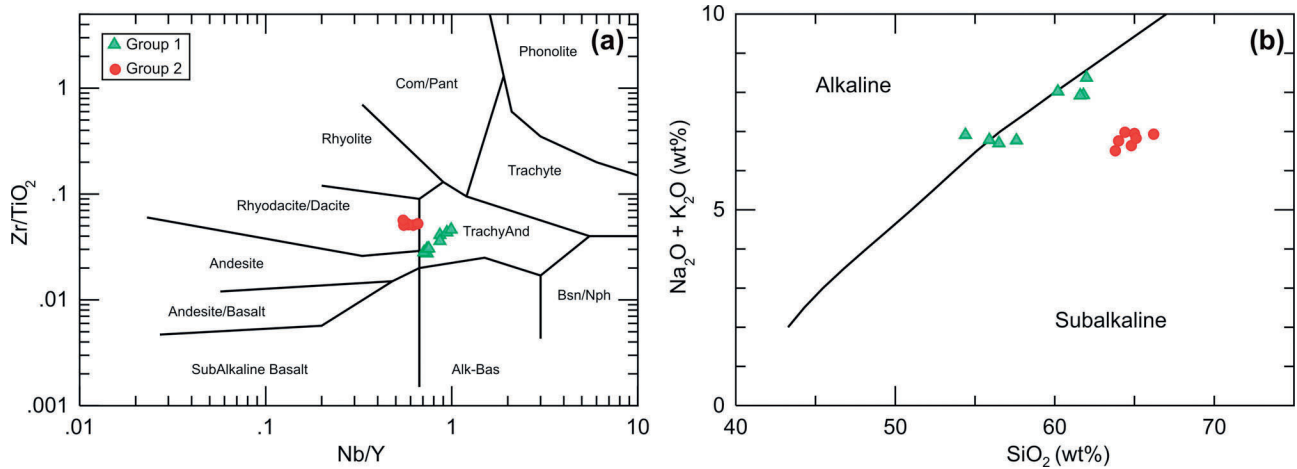 (a)
Group 1
Group 2
Phonolite
Com/Pant
Rhyolite
Trachyte
Rhyodacite/Dacite
TrachyAnd
Andesite
Bsn/Nph
Andesite/Basalt
SubAlkaline Basalt
Alk-Bas
1
.1
.01
.001
Zr/TiO2
.01
.1
1
10
Nb/Y
(b)
Alkaline
Subalkaline
10
5
0
Na2O + K2O (wt%)
40
50
60
70
SiO2 (wt%)